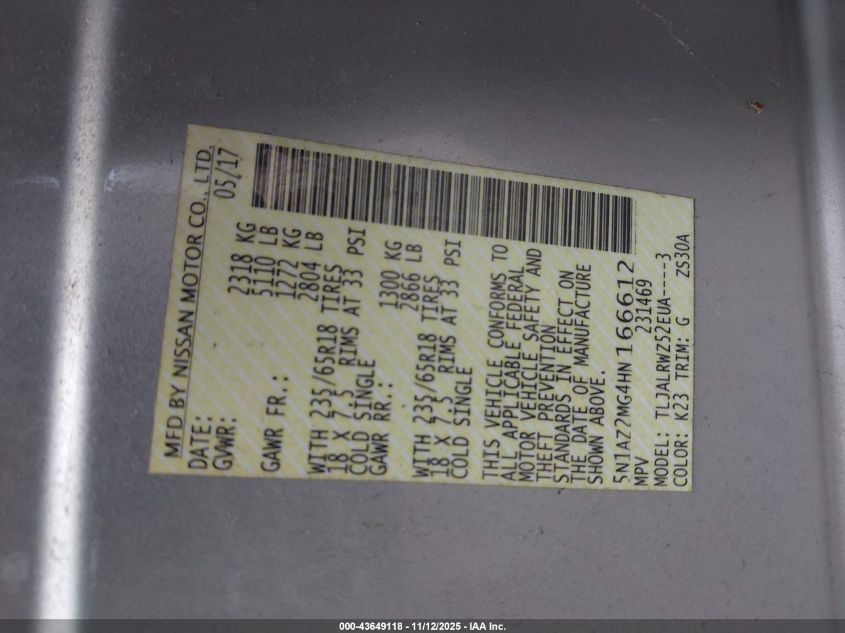 MFD BY NISSAN MOTOR CO., LTD.
DATE: 05/17
GVWR: 2318 KG
5110 LB
GAWR FR.: 1272 KG
2804 LB
WITH 235/65R18 TIRES
18 X 7.5 RIMS AT 33 PSI
COLD SINGLE
GAWR RR.: 1300 KG
2866 LB
WITH 235/65R18 TIRES
18 X 7.5 RIMS AT 33 PSI
COLD SINGLE
THIS VEHICLE CONFORMS TO
ALL APPLICABLE FEDERAL
MOTOR VEHICLE SAFETY AND
THEFT PREVENTION
STANDARDS IN EFFECT ON
THE DATE OF MANUFACTURE
SHOWN ABOVE.
5N1AZ2MG4HN166612
MPV 231469
MODEL: TLJALRWZ52EUA----3
COLOR: K23 TRIM: G ZS30A
000-43649118 - 11/12/2025 - IAA Inc.